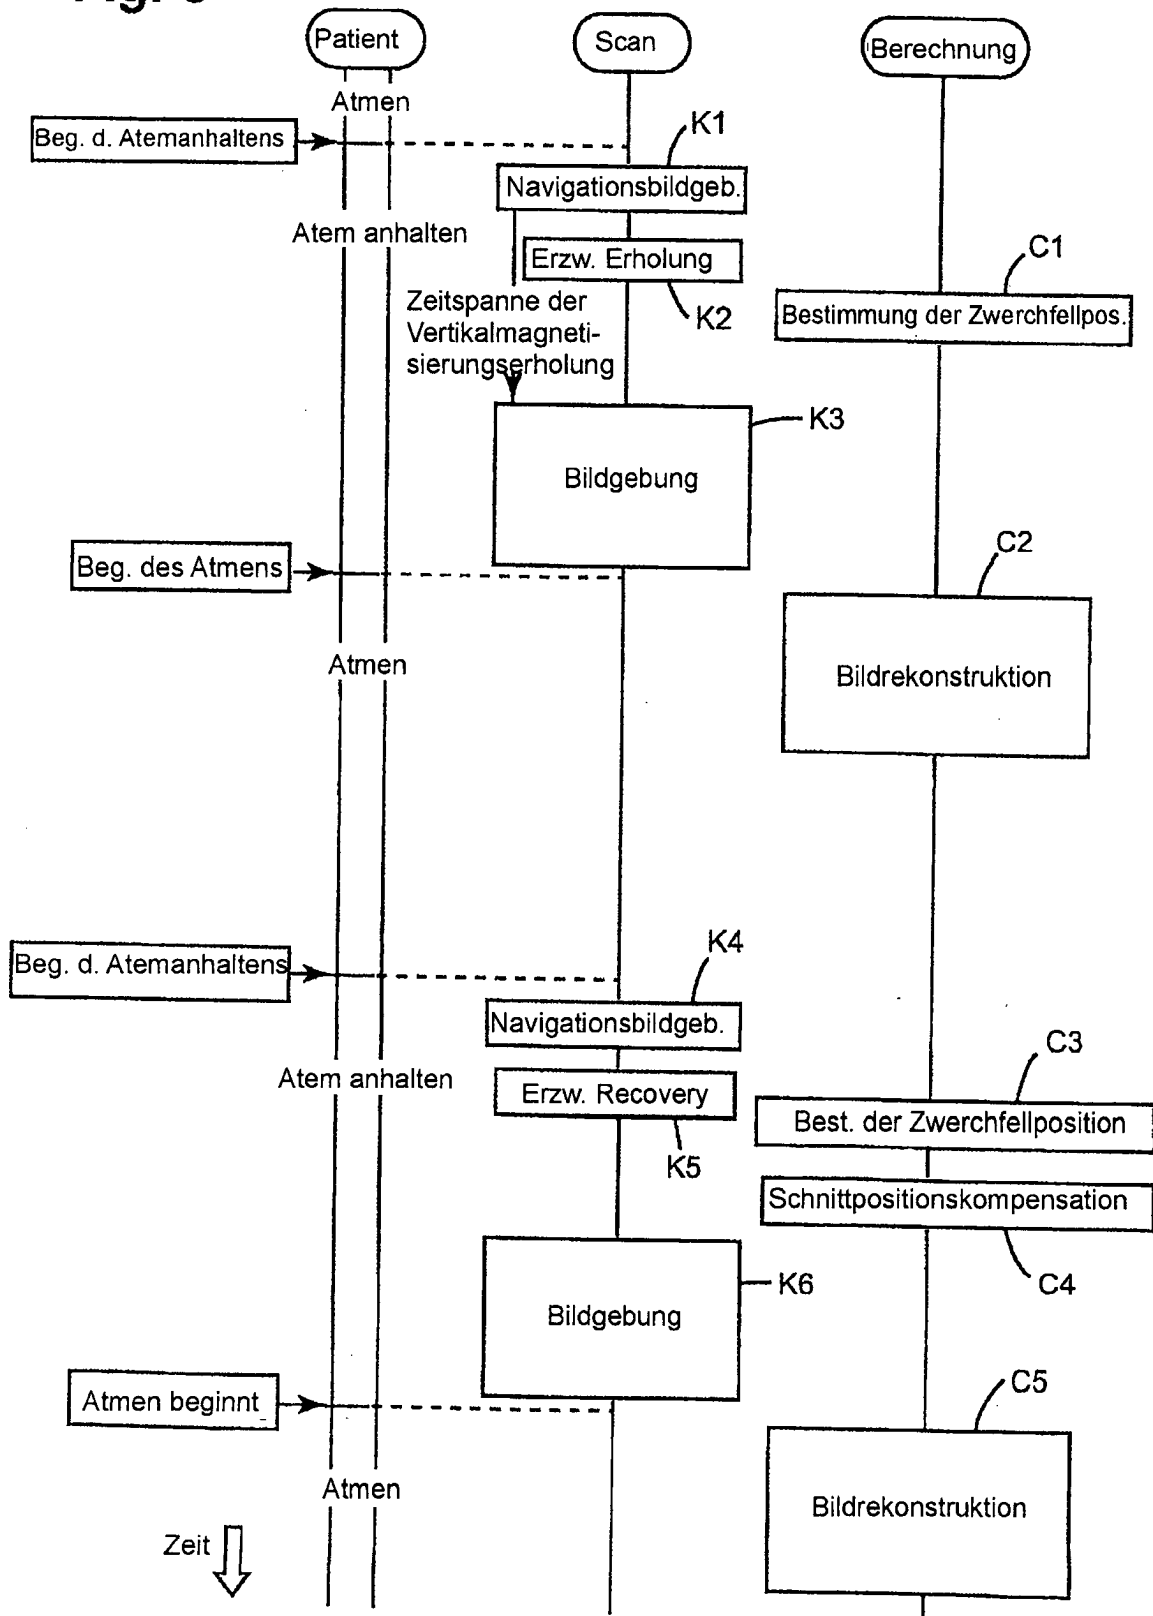 Patient
Scan
Berechnung
Atmen
Beg. d. Atemanhaltens
K1
Navigationsbildgeb.
Atem anhalten
Erzw. Erholung
C1
K2
Zeitspanne der
Vertikalmagneti-
sierungserholung
Bestimmung der Zwerchfellpos.
K3
Bildgebung
C2
Beg. des Atmens
Atmen
Bildrekonstruktion
K4
Beg. d. Atemanhaltens
Navigationsbildgeb.
C3
Atem anhalten
Erzw. Recovery
Best. der Zwerchfellposition
K5
Schnittpositionskompensation
C4
K6
Bildgebung
C5
Atmen beginnt
Atmen
Bildrekonstruktion
Zeit